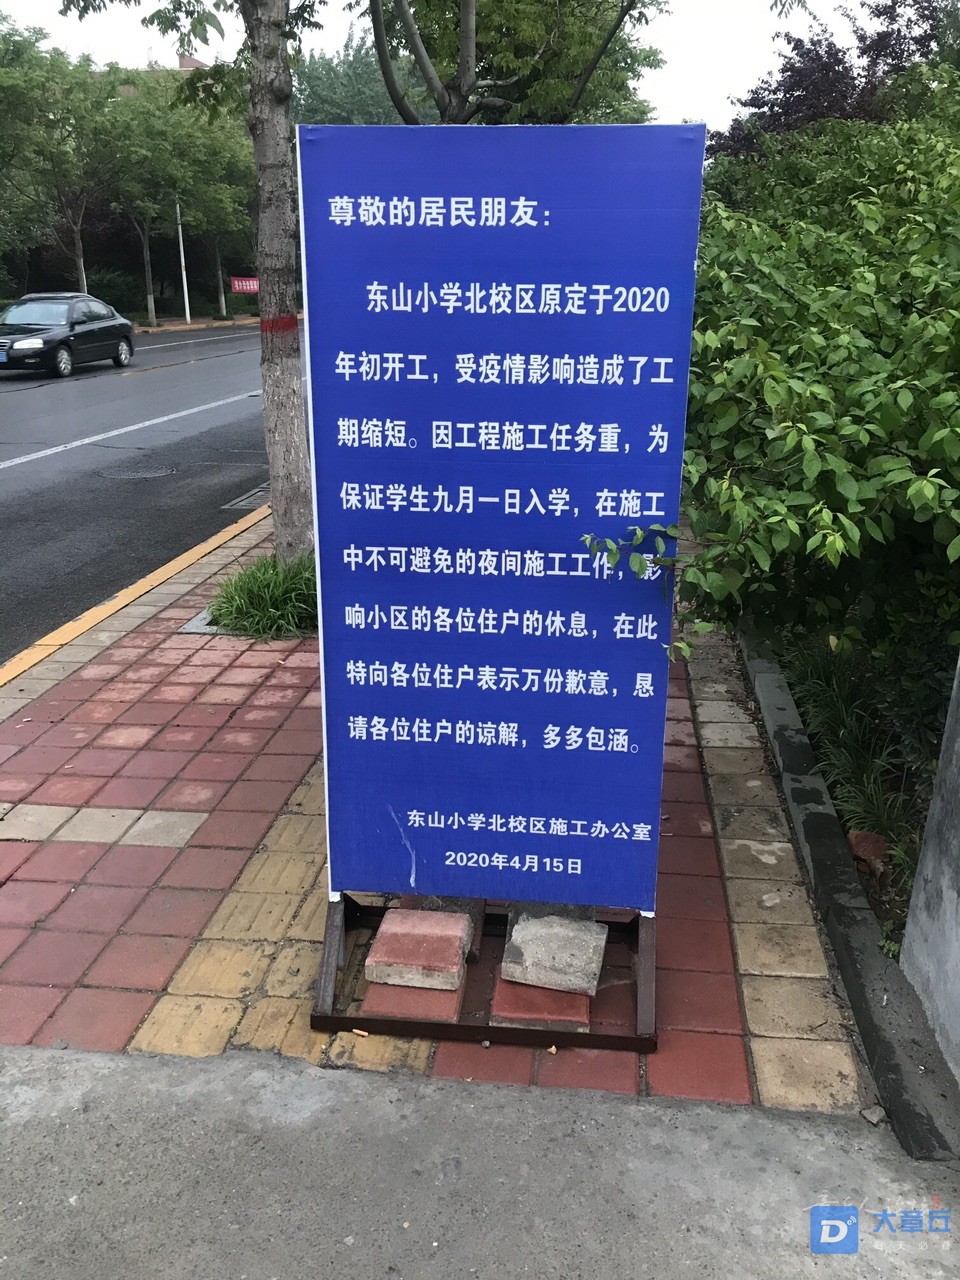 尊敬的居民朋友：
东山小学北校区原定于2020
年初开工，受疫情影响造成了工
期缩短。因工程施工任务重，为
保证学生九月一日入学，在施工
中不可避免的夜间施工工作，影
响小区的各位住户的休息，在此
特向各位住户表示万份歉意，恳
请各位住户的谅解，多多包涵。
东山小学北校区施工办公室
2020年4月15日
D
大章丘